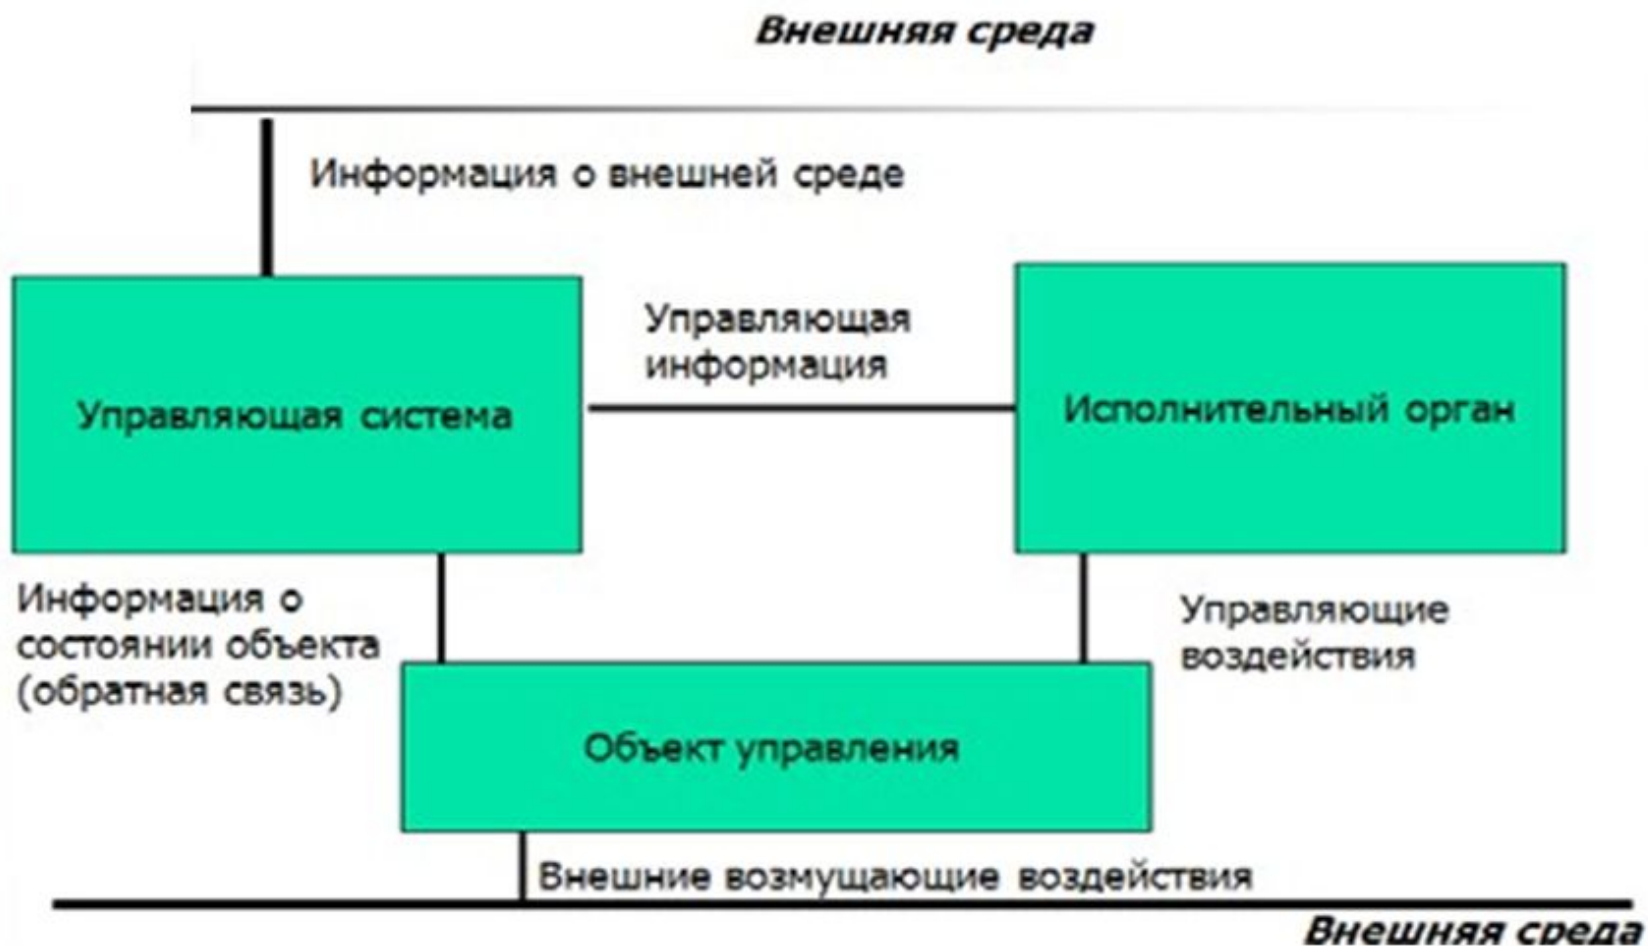 Внешняя среда
Информация о внешней среде
Управляющая
информация
Управляющая система
Исполнительный орган
Информация о
состоянии объекта
(обратная связь)
Управляющие
воздействия
Объект управления
Внешние возмущающие воздействия
Внешняя среда